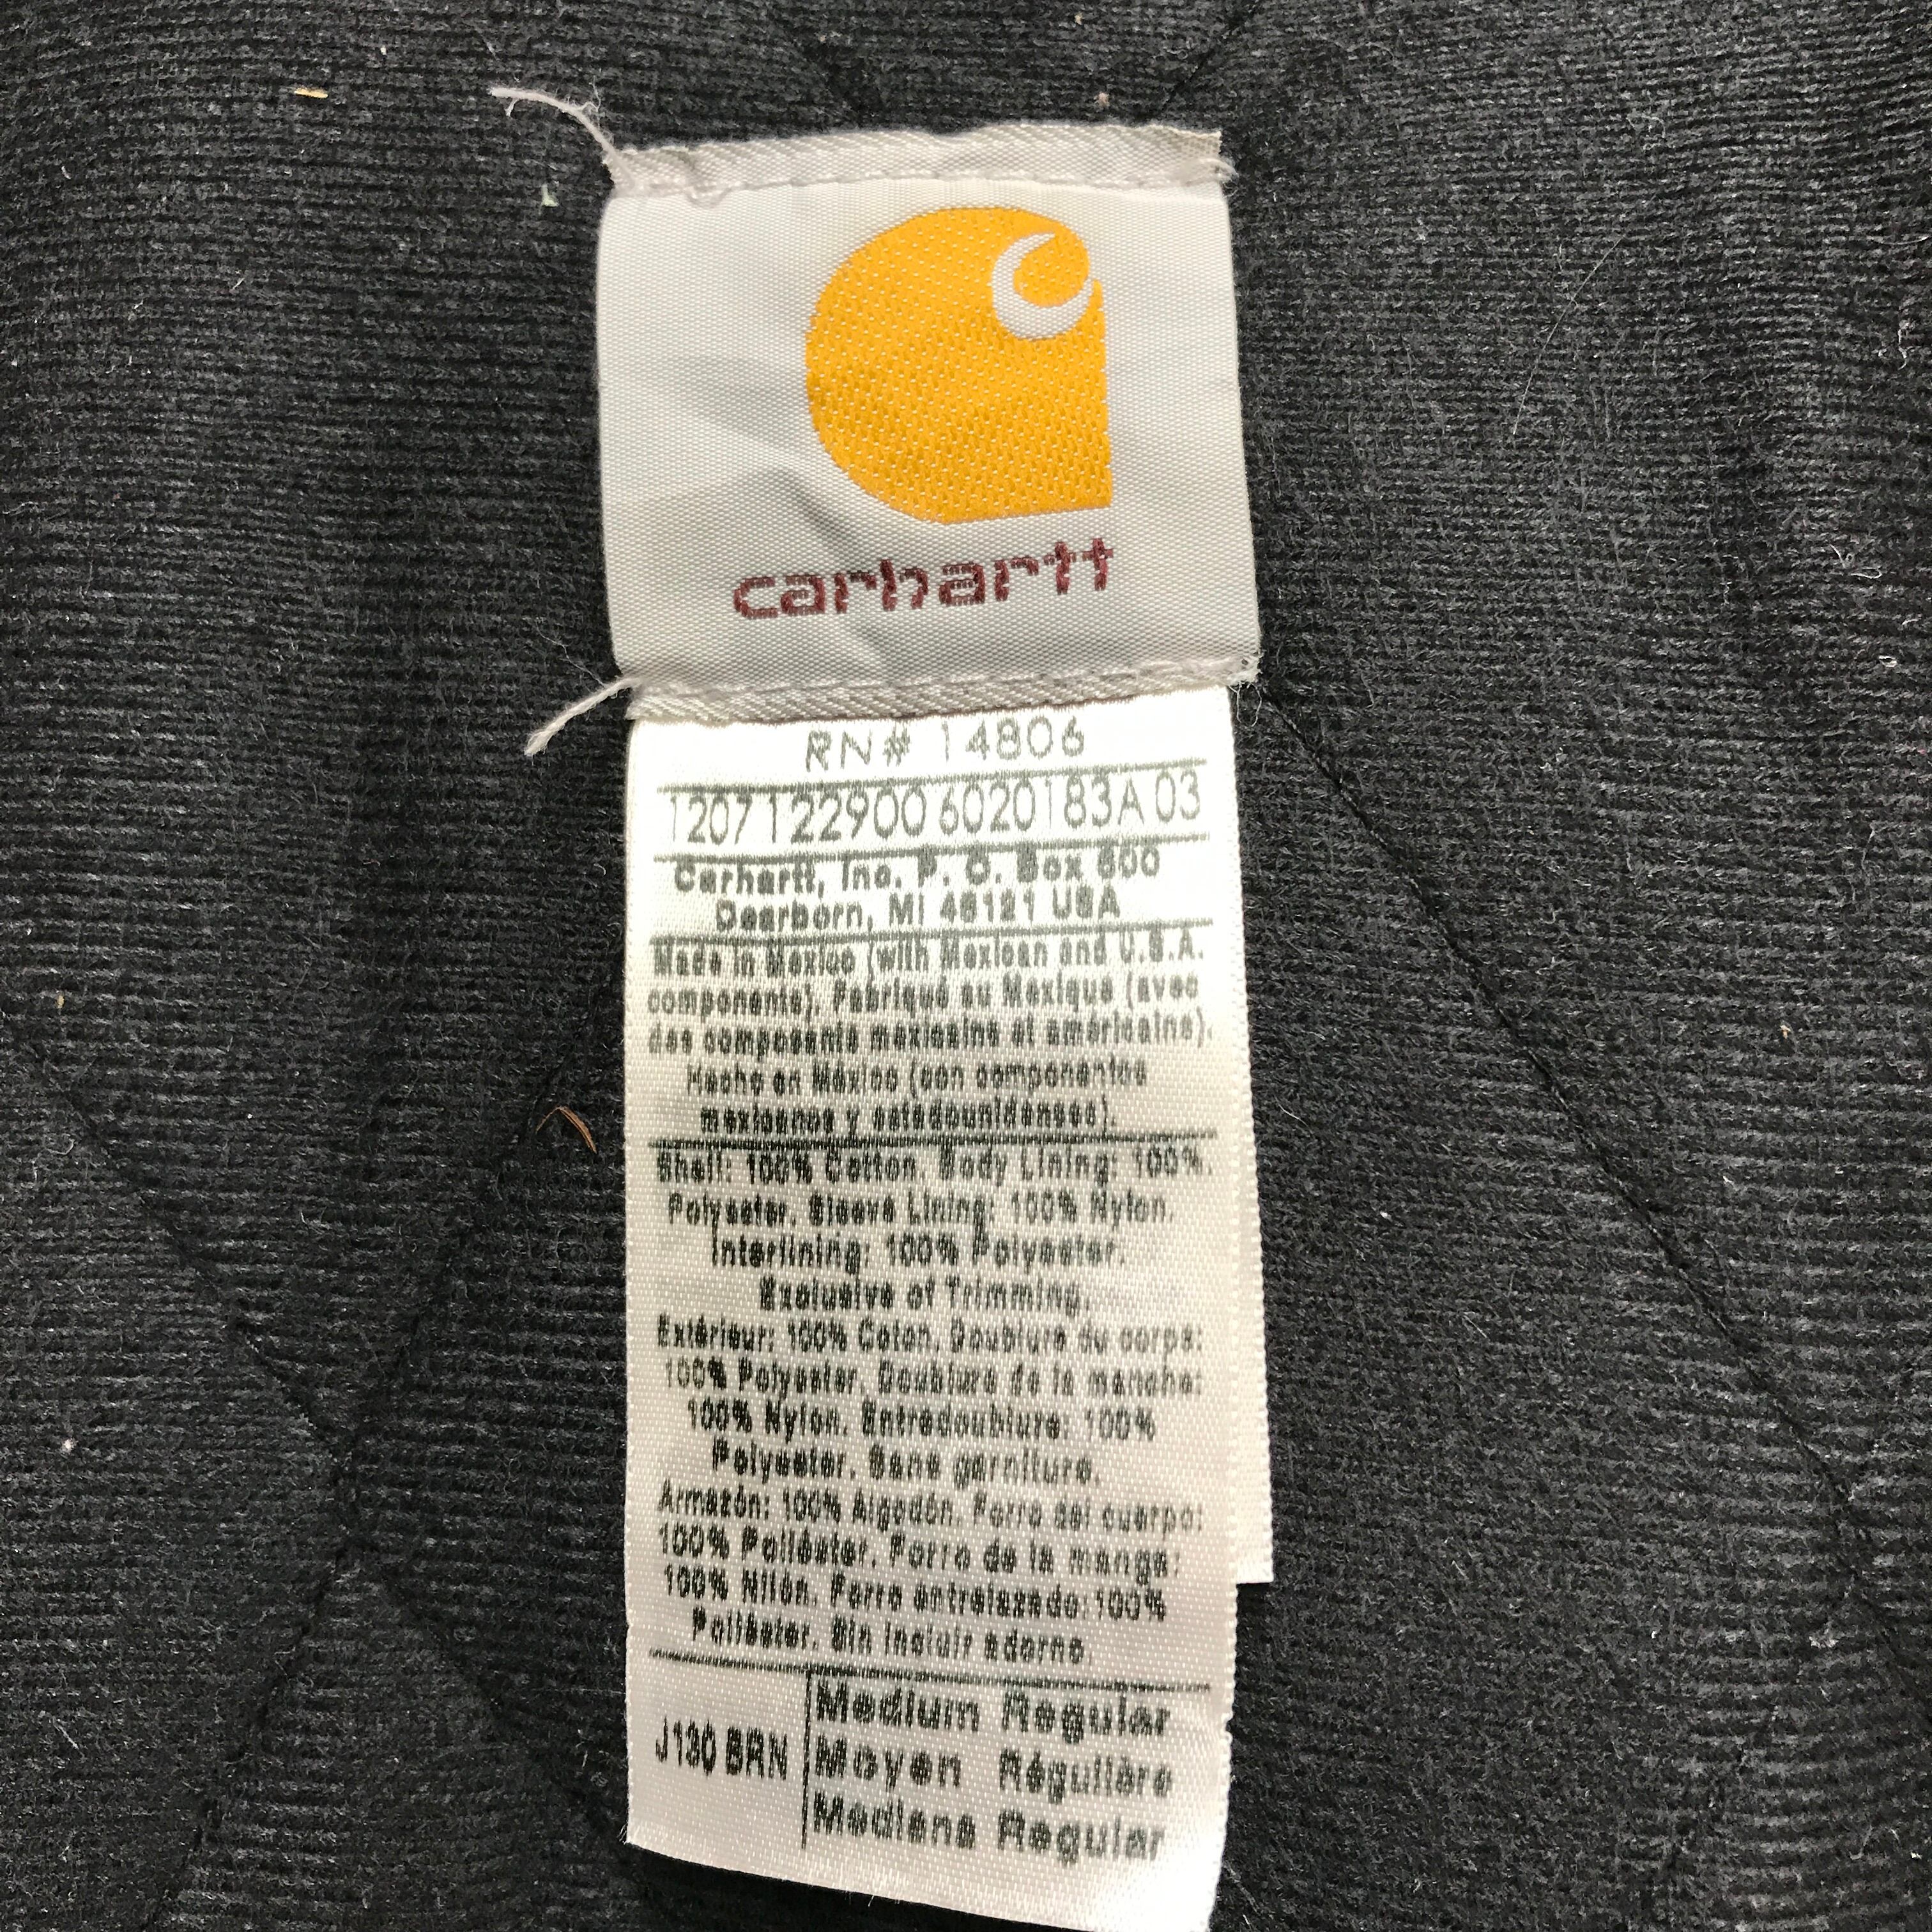 carhartt
RN# 14806
1207122900 6020183A 03
Carhartt, Inc. P. O. Box 600
Dearborn, MI 48121 USA
Made in Mexico (with Mexican and U.S.A.
components). Fabriqué au Mexique (avec
des composants mexicains et américains).
Hecho en México (con componentes
mexicanos y estadounidenses).
Shell: 100% Cotton. Body Lining: 100%
Polyester. Sleeve Lining: 100% Nylon.
Interlining: 100% Polyester.
Exclusive of Trimming.
Extérieur: 100% Coton. Doublure du corps:
100% Polyester. Doublure de la manche:
100% Nylon. Entredoublure: 100%
Polyester. Sans garniture.
Armazón: 100% Algodón. Forro del cuerpo:
100% Poliéster. Forro de la manga:
100% Nilón. Forro entrelazado:100%
Poliéster. Sin incluir adorno.
J130 BRN
Medium Regular
Moyen Régulière
Mediana Regular